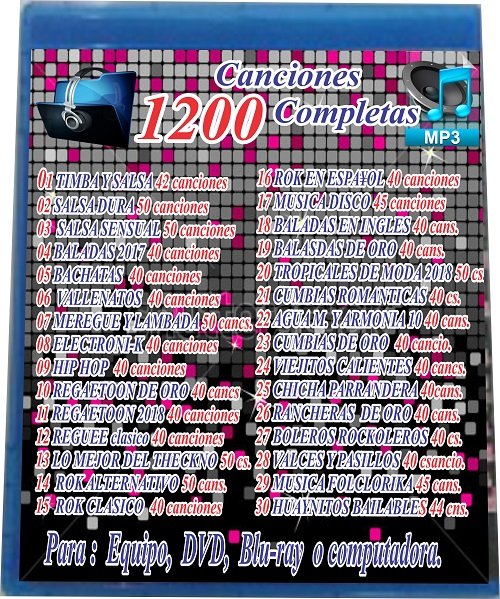 Canciones
1200 Completas
MP3
01 TIMBA Y SALSA 42 canciones
02 SALSA DURA 50 canciones
03 SALSA SENSUAL 50 canciones
04 BALADAS 2017 40 canciones
05 BACHATAS 40 canciones
06 VALLENATOS 40 canciones
07 MEREGUE Y LAMBADA 50 cancs.
08 ELECTRONI-K 40 canciones
09 HIP HOP 40 canciones
10 REGAETOON DE ORO 40 cancs
11 REGAETOON 2018 40 canciones
12 REGUEE clasico 40 canciones
13 LO MEJOR DEL THECKNO 50 cs.
14 ROK ALTERNATIVO 50 cans.
15 ROK CLASICO 40 canciones
16 ROK EN ESPA¥OL 40 canciones
17 MUSICA DISCO 45 canciones
18 BALADAS EN INGLES 40 cans.
19 BALASDAS DE ORO 40 cans.
20 TROPICALES DE MODA 2018 50 cs
21 CUMBIAS ROMANTICAS 40 cs.
22 AGUA M. Y ARMONIA 10 40 cans.
23 CUMBIAS DE ORO 40 cancio.
24 VIEJITOS CALIENTES 40 cancs.
25 CHICHA PARRANDERA 40cans.
26 RANCHERAS DE ORO 40 cans.
27 BOLEROS ROCKOLEROS 40 cs.
28 VALCES Y PASILLOS 40 csancio.
29 MUSICA FOLCLORIKA 45 cans.
30 HUAYNITOS BAILABLES 44 cns.
Para : Equipo, DVD, Blu-ray o computadora.